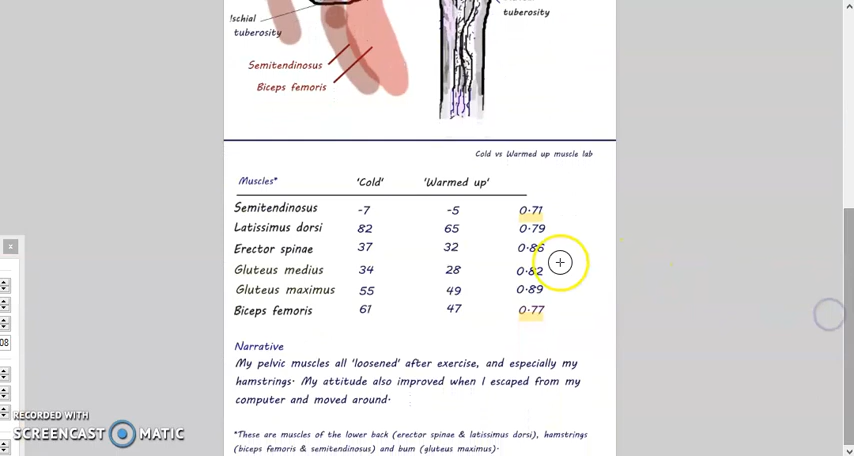 Ischial
tuberosity
tuberosity
Semitendinosus
Biceps femoris
Cold vs Warmed up muscle lab
Muscles* 'Cold' 'Warmed up'
Semitendinosus -7 -5 0.71
Latissimus dorsi 82 65 0.79
Erector spinae 37 32 0.86
Gluteus medius 34 28 0.82
Gluteus maximus 55 49 0.89
Biceps femoris 61 47 0.77
Narrative
My pelvic muscles all 'loosened' after exercise, and especially my
hamstrings. My attitude also improved when I escaped from my
computer and moved around.
*These are muscles of the lower back (erector spinae & latissimus dorsi), hamstrings
(biceps femoris & semitendinosus) and bum (gluteus maximus).
x
08
RECORDED WITH
SCREENCAST MATIC